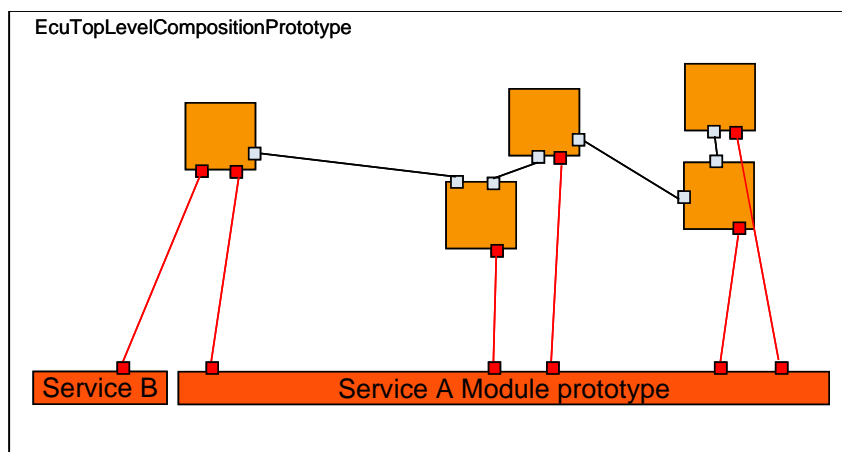 EcuTopLevelCompositionPrototype
Service B
Service A Module prototype